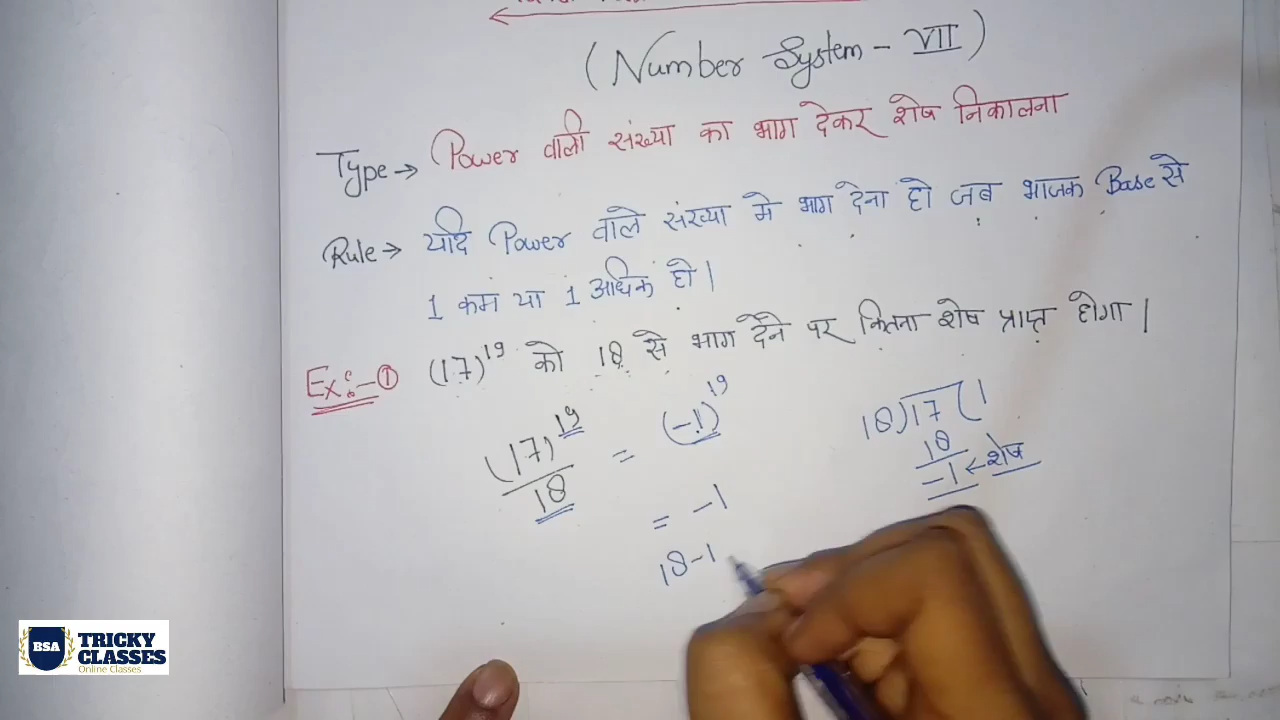 (Number System - VII)
Type → Power वाली संख्या का भाग देकर शेष निकालना
Rule → यदि Power वाले संख्या मे भाग देना हो जब भाजक Base से
1 कम या 1 अधिक हो।
Ex:-① (17)^19 को 18 से भाग देने पर कितना शेष प्राप्त होगा।
(17)^19 / 18 = (-1)^19
18)17(1
18
-1 ← शेष
= -1
18-1
BSA
TRICKY
CLASSES
Online Classes